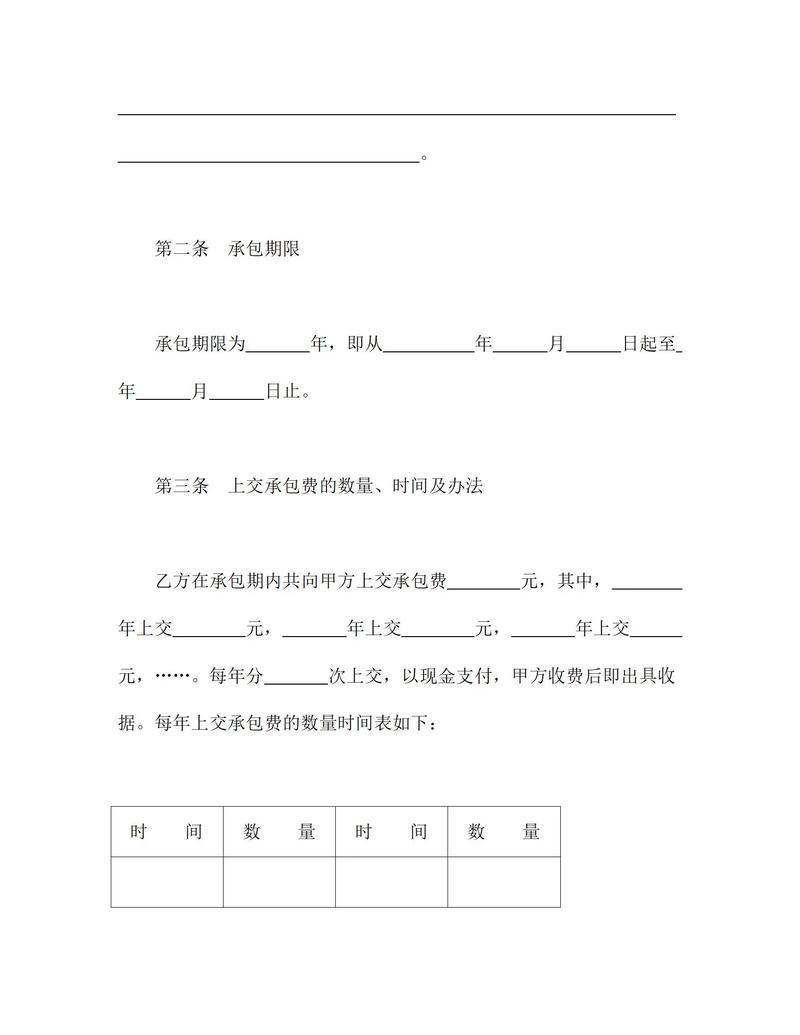 ______________________________________________________________
_________________________________。
第二条　承包期限
承包期限为_______年，即从__________年______月______日起至_
年______月______日止。
第三条　上交承包费的数量、时间及办法
乙方在承包期内共向甲方上交承包费________元，其中，________
年上交________元，_______年上交________元，_______年上交______
元，……。每年分_______次上交，以现金支付，甲方收费后即出具收
据。每年上交承包费的数量时间表如下：
时　　间　数　　量　时　　间　数　　量